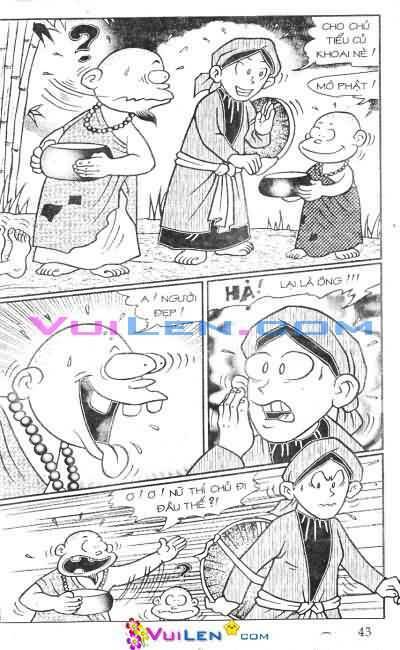 CHO CHÚ
TIỂU CỦ
KHOAI NÈ !
MÔ PHẬT !
?
A ! NGƯỜI
ĐẸP !
HẢ !
LẠI LÀ ÔNG !!!
VuiLen.com
Ơ ! Ơ ! NỮ THÍ CHỦ ĐI
ĐÂU THẾ ?!
VuiLen.com
43